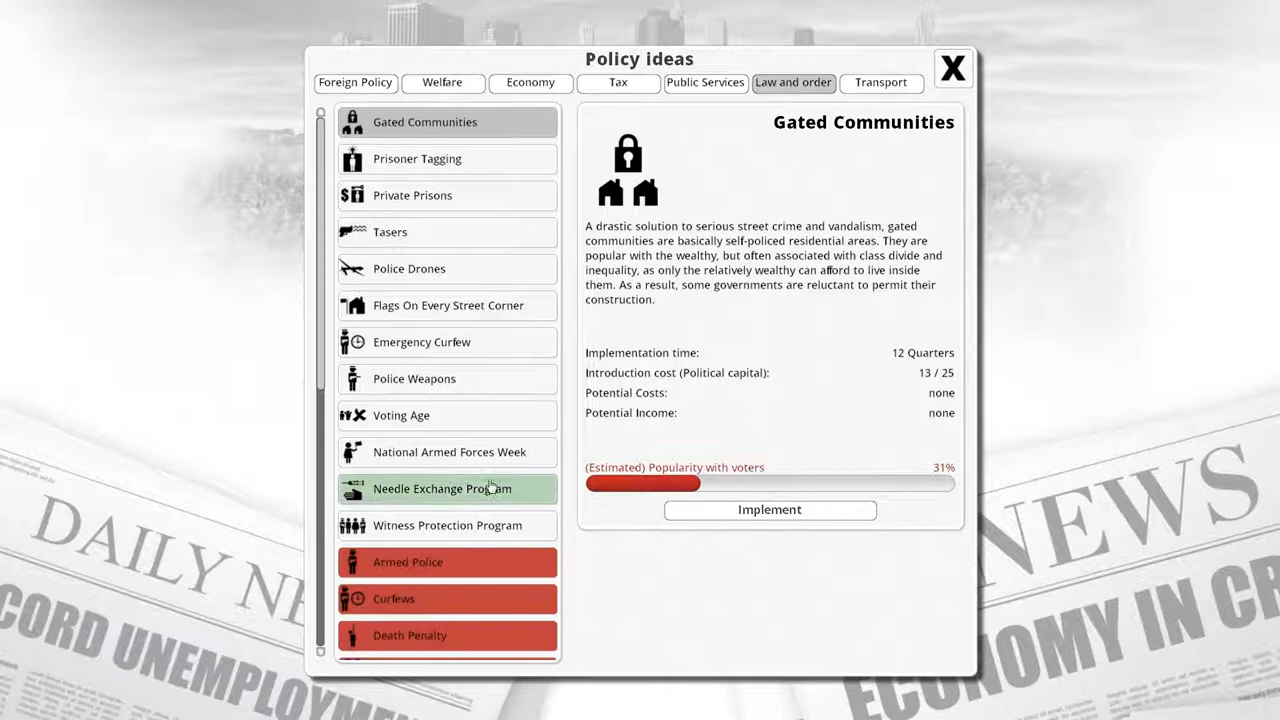 Policy ideas
X
Foreign Policy
Welfare
Economy
Tax
Public Services
Law and order
Transport
Gated Communities
Prisoner Tagging
Private Prisons
Tasers
Police Drones
Flags On Every Street Corner
Emergency Curfew
Police Weapons
Voting Age
National Armed Forces Week
Needle Exchange Program
Witness Protection Program
Armed Police
Curfews
Death Penalty
Gated Communities
A drastic solution to serious street crime and vandalism, gated
communities are basically self-policed residential areas. They are
popular with the wealthy, but often associated with class divide and
inequality, as only the relatively wealthy can afford to live inside
them. As a result, some governments are reluctant to permit their
construction.
Implementation time: 12 Quarters
Introduction cost (Political capital): 13 / 25
Potential Costs: none
Potential Income: none
(Estimated) Popularity with voters 31%
Implement
DAILY NE
CORD UNEMPLOYM
NEWS
ECONOMY IN CR